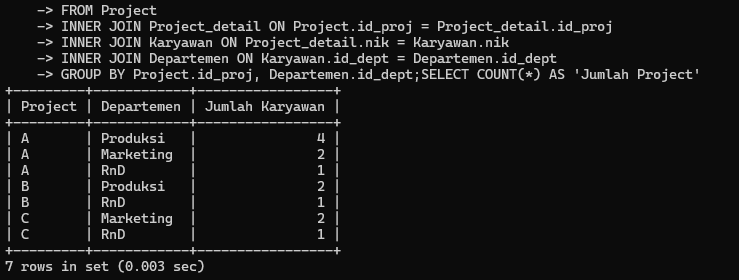 -> FROM Project
    -> INNER JOIN Project_detail ON Project.id_proj = Project_detail.id_proj
    -> INNER JOIN Karyawan ON Project_detail.nik = Karyawan.nik
    -> INNER JOIN Departemen ON Karyawan.id_dept = Departemen.id_dept
    -> GROUP BY Project.id_proj, Departemen.id_dept;SELECT COUNT(*) AS 'Jumlah Project'
+---------+------------+-----------------+
| Project | Departemen | Jumlah Karyawan |
+---------+------------+-----------------+
| A       | Produksi   |               4 |
| A       | Marketing  |               2 |
| A       | RnD        |               1 |
| B       | Produksi   |               2 |
| B       | RnD        |               1 |
| C       | Marketing  |               2 |
| C       | RnD        |               1 |
+---------+------------+-----------------+
7 rows in set (0.003 sec)